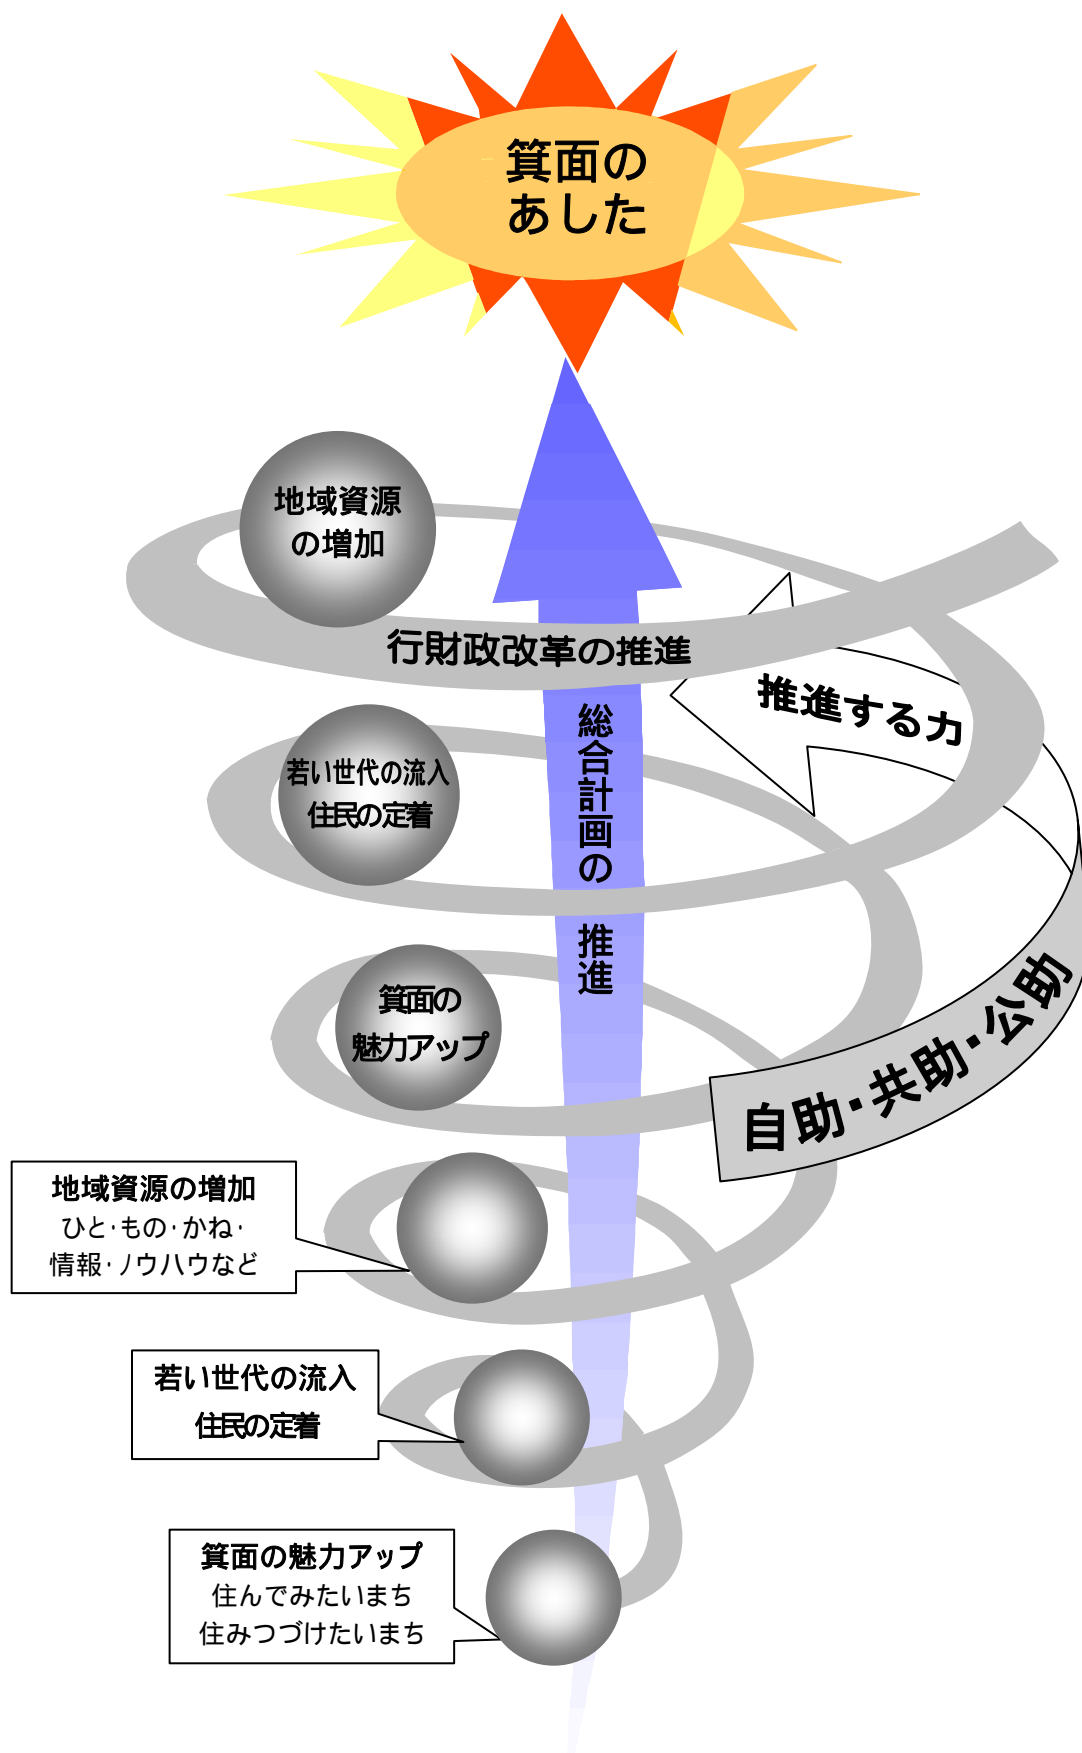 箕面の
あした
地域資源
の増加
行財政改革の推進
推進する力
総合計画の 推進
若い世代の流入
住民の定着
箕面の
魅力アップ
自助・共助・公助
地域資源の増加
ひと・もの・かね・
情報・ノウハウなど
若い世代の流入
住民の定着
箕面の魅力アップ
住んでみたいまち
住みつづけたいまち